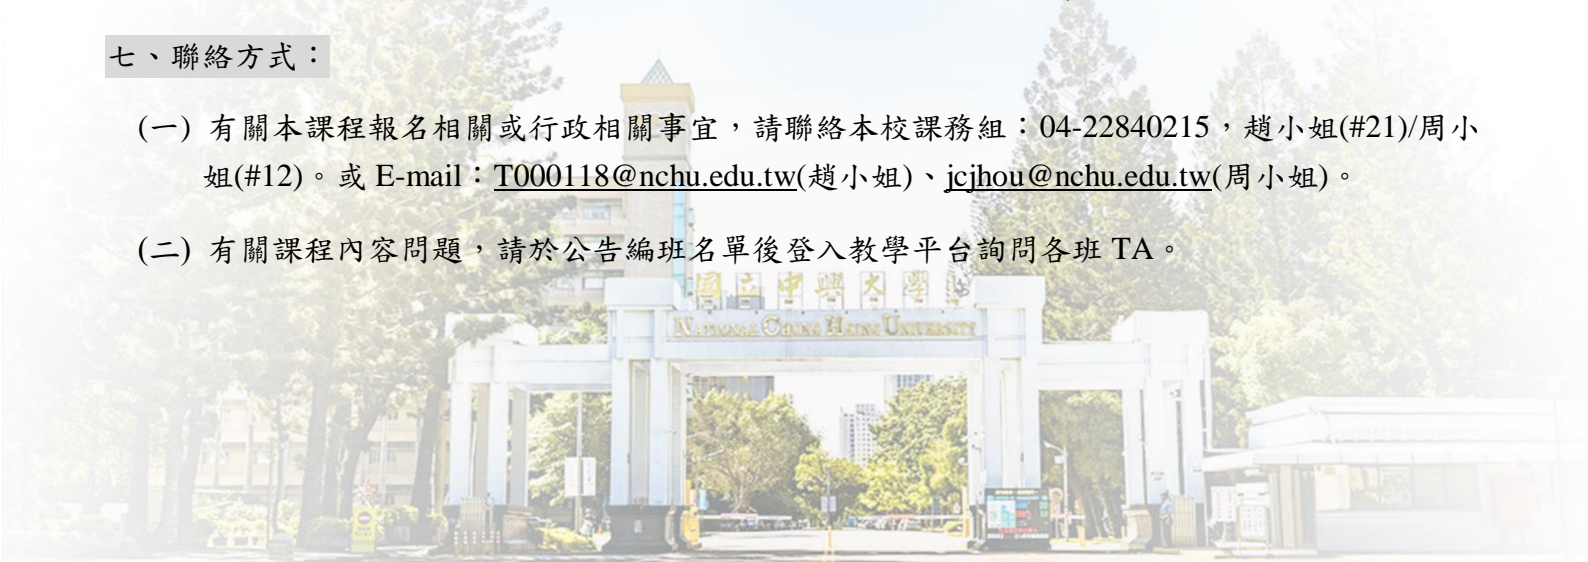 七、聯絡方式：
(一) 有關本課程報名相關或行政相關事宜，請聯絡本校課務組：04-22840215，趙小姐(#21)/周小
姐(#12)。或 E-mail：T000118@nchu.edu.tw(趙小姐)、jcjhou@nchu.edu.tw(周小姐)。
(二) 有關課程內容問題，請於公告編班名單後登入教學平台詢問各班 TA。
國立中興大學
NATIONAL CHUNG HSING UNIVERSITY